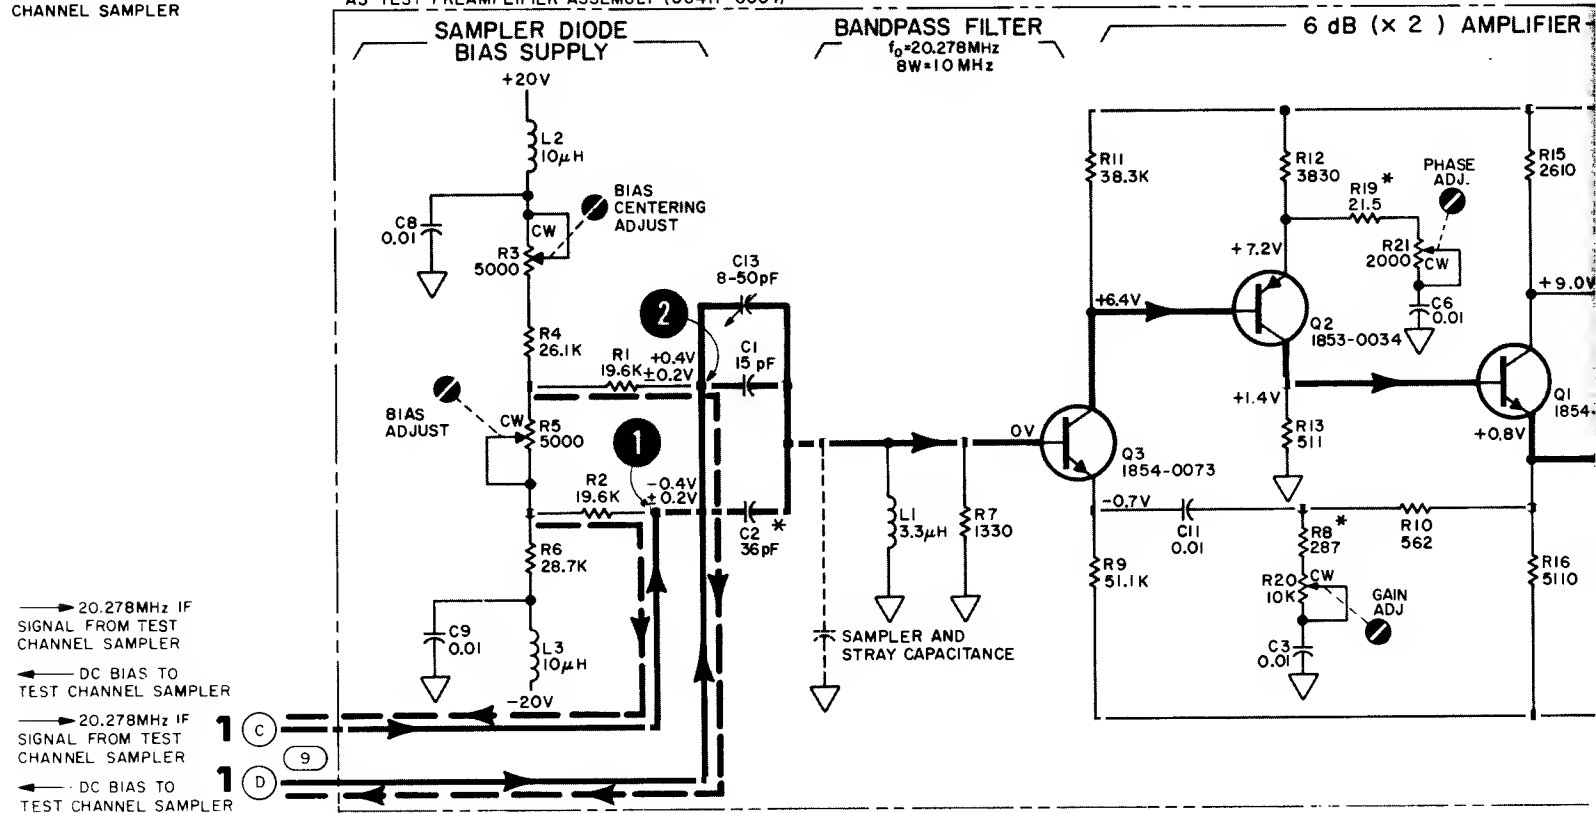 CHANNEL SAMPLER
SAMPLER DIODE
BIAS SUPPLY
BANDPASS FILTER
fo=20.278MHz
BW=10 MHz
6 dB (x 2 ) AMPLIFIER
+20V
L2
10μH
BIAS
CENTERING
ADJUST
C8
0.01
CW
R3
5000
C13
8-50pF
2
R4
26.1K
R1
19.6K
+0.4V
±0.2V
C1
15 pF
BIAS
ADJUST
CW
R5
5000
1
R2
19.6K
-0.4V
±0.2V
C2 *
36pF
R6
28.7K
C9
0.01
L3
10μH
-20V
SAMPLER AND
STRAY CAPACITANCE
L1
3.3μH
R7
1330
0V
Q3
1854-0073
R11
38.3K
+6.4V
R12
3830
R19 *
21.5
PHASE
ADJ.
R21
2000
CW
C6
0.01
+7.2V
Q2
1853-0034
+1.4V
R13
511
R15
2610
+9.0V
Q1
1854-
+0.8V
-0.7V
C11
0.01
R8 *
287
R10
562
R9
51.1K
R20
10K
CW
GAIN
ADJ
C3
0.01
R16
5110
20.278MHz IF
SIGNAL FROM TEST
CHANNEL SAMPLER
DC BIAS TO
TEST CHANNEL SAMPLER
20.278MHz IF
SIGNAL FROM TEST
CHANNEL SAMPLER
DC BIAS TO
TEST CHANNEL SAMPLER
1 C
9
1 D